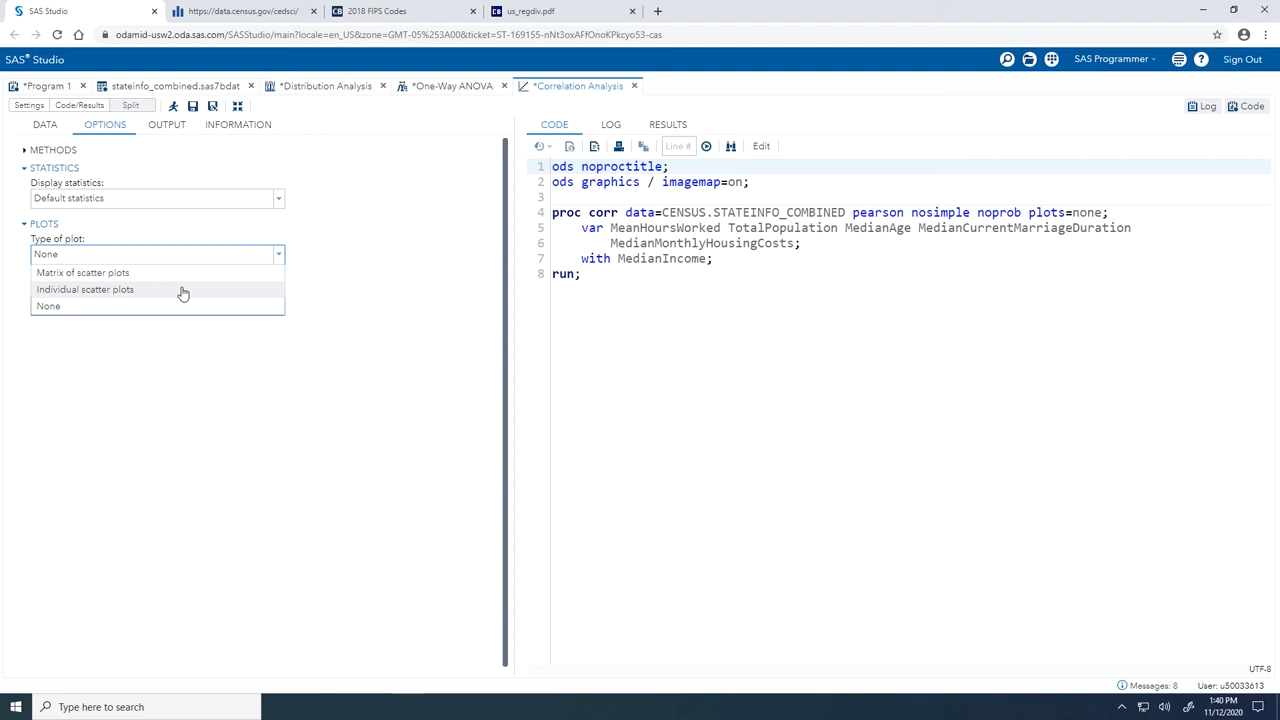 SAS Studio
https://data.census.gov/cedsci/
2018 FIPS Codes
us_regdiv.pdf
odamid-usw2.oda.sas.com/SASStudio/main?locale=en_US&zone=GMT-05%253A00&ticket=ST-169155-nNt3oxAFfOnoKPkcyo53-cas
SAS® Studio
SAS Programmer
Sign Out
*Program 1
stateinfo_combined.sas7bdat
*Distribution Analysis
*One-Way ANOVA
*Correlation Analysis
Settings
Code/Results
Split
Log
Code
DATA
OPTIONS
OUTPUT
INFORMATION
METHODS
STATISTICS
Display statistics:
Default statistics
PLOTS
Type of plot:
None
Matrix of scatter plots
Individual scatter plots
None
CODE
LOG
RESULTS
Line #
Edit
1 ods noproctitle;
2 ods graphics / imagemap=on;
3
4 proc corr data=CENSUS.STATEINFO_COMBINED pearson nosimple noprob plots=none;
5 var MeanHoursWorked TotalPopulation MedianAge MedianCurrentMarriageDuration
6 MedianMonthlyHousingCosts;
7 with MedianIncome;
8 run;
UTF-8
Messages: 8
User: u50033613
Type here to search
1:40 PM
11/12/2020